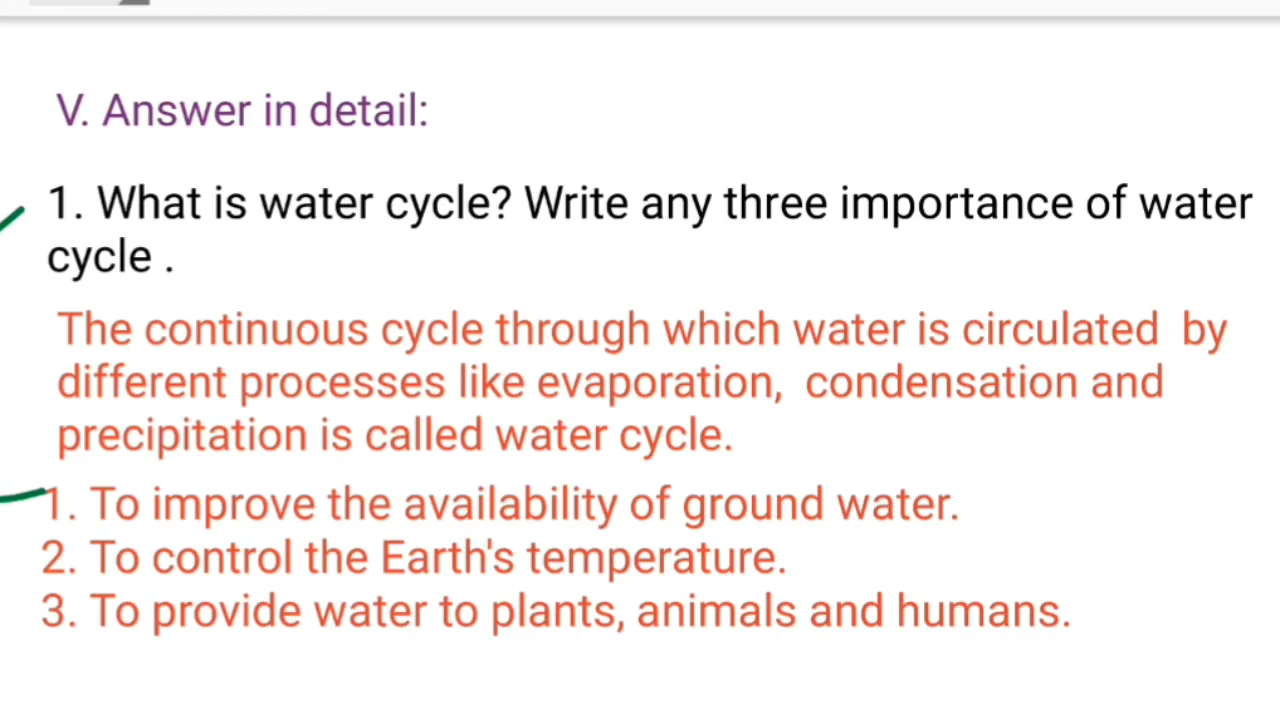 V. Answer in detail:
1. What is water cycle? Write any three importance of water
cycle .
The continuous cycle through which water is circulated by
different processes like evaporation, condensation and
precipitation is called water cycle.
1. To improve the availability of ground water.
2. To control the Earth's temperature.
3. To provide water to plants, animals and humans.